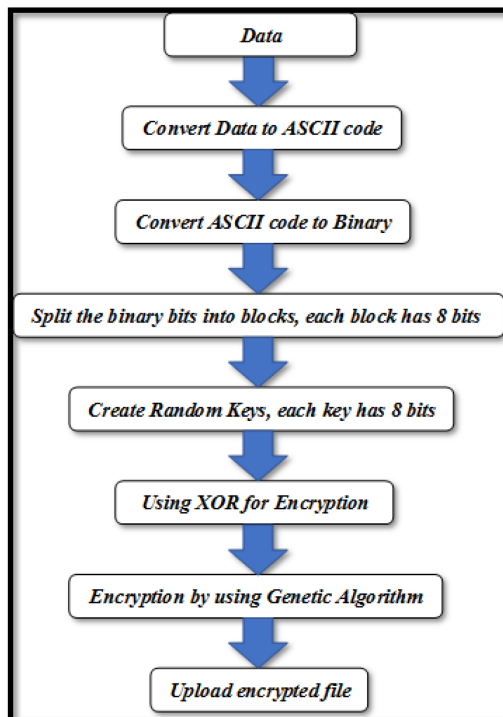 Data
Convert Data to ASCII code
Convert ASCII code to Binary
Split the binary bits into blocks, each block has 8 bits
Create Random Keys, each key has 8 bits
Using XOR for Encryption
Encryption by using Genetic Algorithm
Upload encrypted file